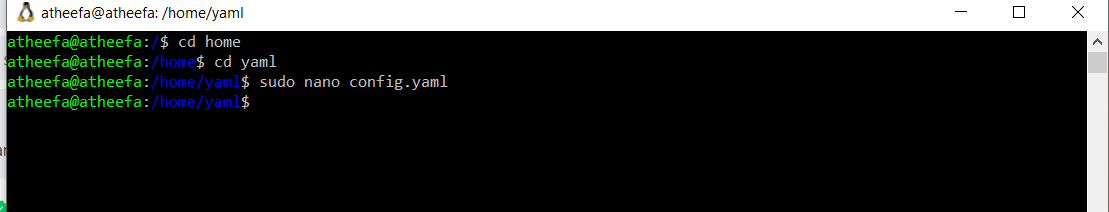 atheefa@atheefa: /home/yaml
atheefa@atheefa:/$ cd home
atheefa@atheefa:/home$ cd yaml
atheefa@atheefa:/home/yaml$ sudo nano config.yaml
atheefa@atheefa:/home/yaml$